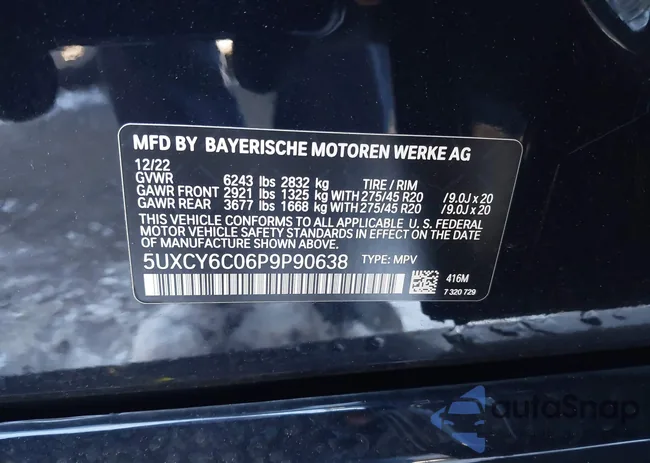 MFD BY BAYERISCHE MOTOREN WERKE AG
12/22
GVWR 6243 lbs 2832 kg TIRE / RIM
GAWR FRONT 2921 lbs 1325 kg WITH 275/45 R20 /9.0J x 20
GAWR REAR 3677 lbs 1668 kg WITH 275/45 R20 /9.0J x 20
THIS VEHICLE CONFORMS TO ALL APPLICABLE U. S. FEDERAL
MOTOR VEHICLE SAFETY STANDARDS IN EFFECT ON THE DATE
OF MANUFACTURE SHOWN ABOVE.
5UXCY6C06P9P90638 TYPE: MPV
416M
7 320 729
autoSnap